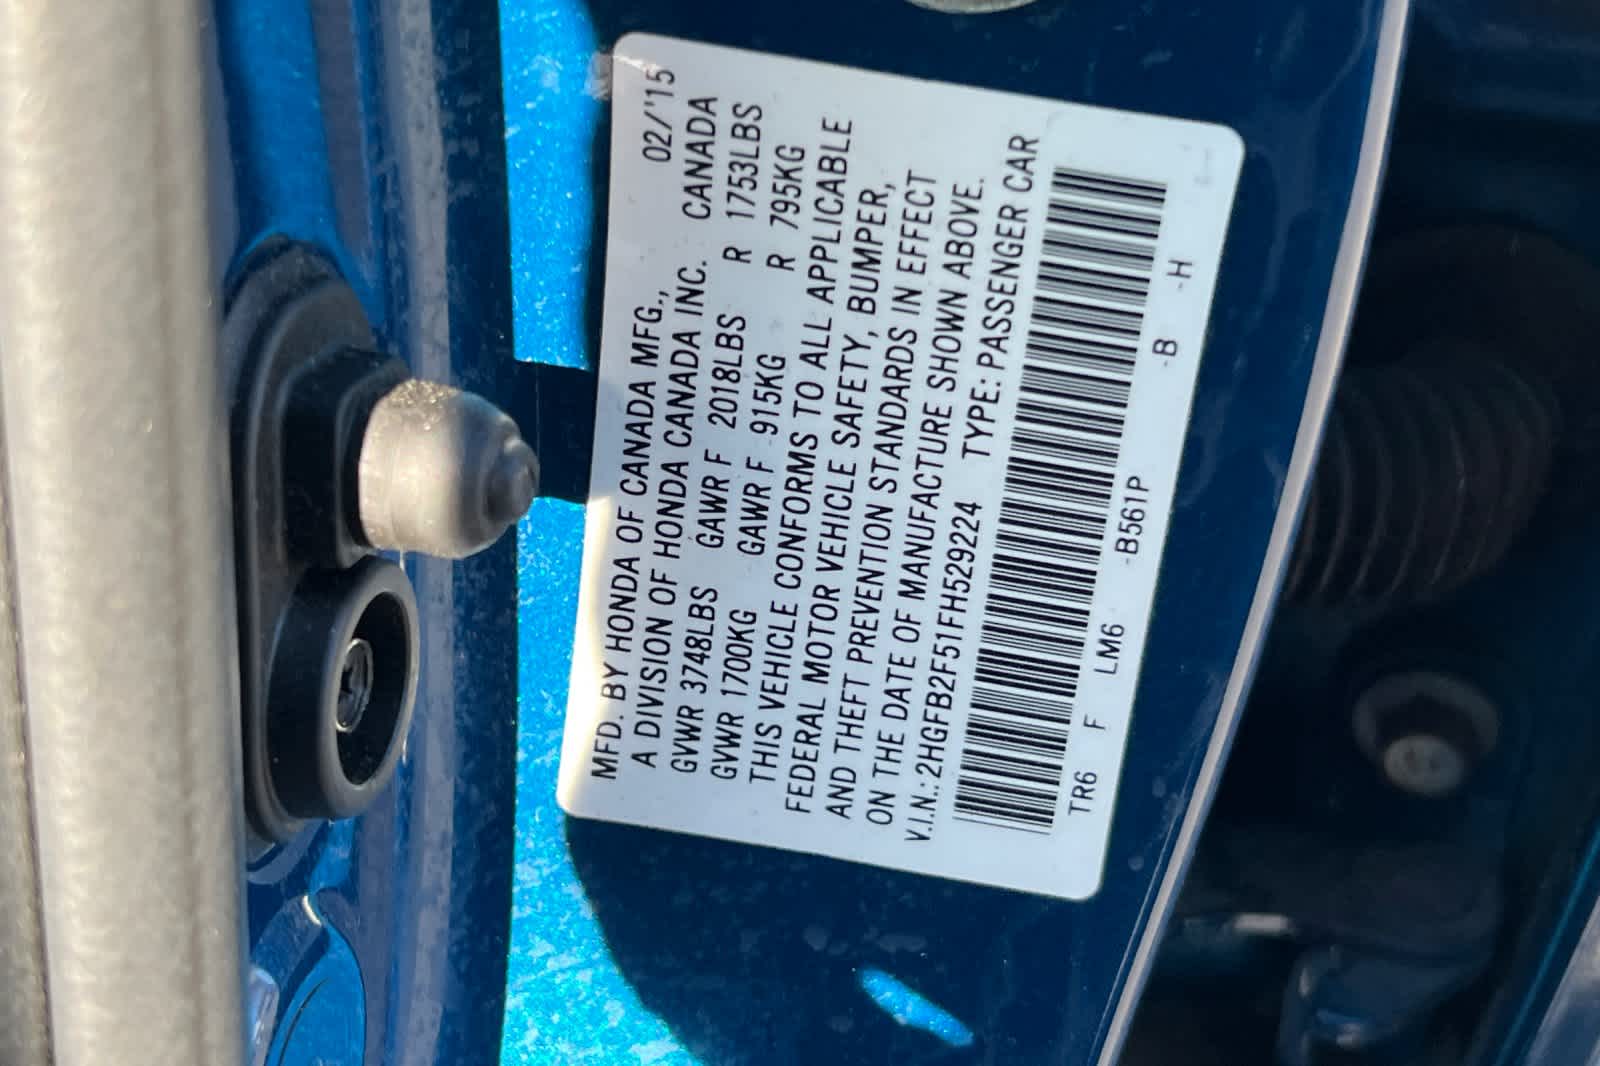 MFD. BY HONDA OF CANADA MFG., 02/'15
A DIVISION OF HONDA CANADA INC. CANADA
GVWR 3748LBS GAWR F 2018LBS R 1753LBS
GVWR 1700KG GAWR F 915KG R 795KG
THIS VEHICLE CONFORMS TO ALL APPLICABLE
FEDERAL MOTOR VEHICLE SAFETY, BUMPER,
AND THEFT PREVENTION STANDARDS IN EFFECT
ON THE DATE OF MANUFACTURE SHOWN ABOVE.
V.I.N.: 2HGFB2F51FH529224 TYPE: PASSENGER CAR
TR6 F LM6 -B561P -B -H